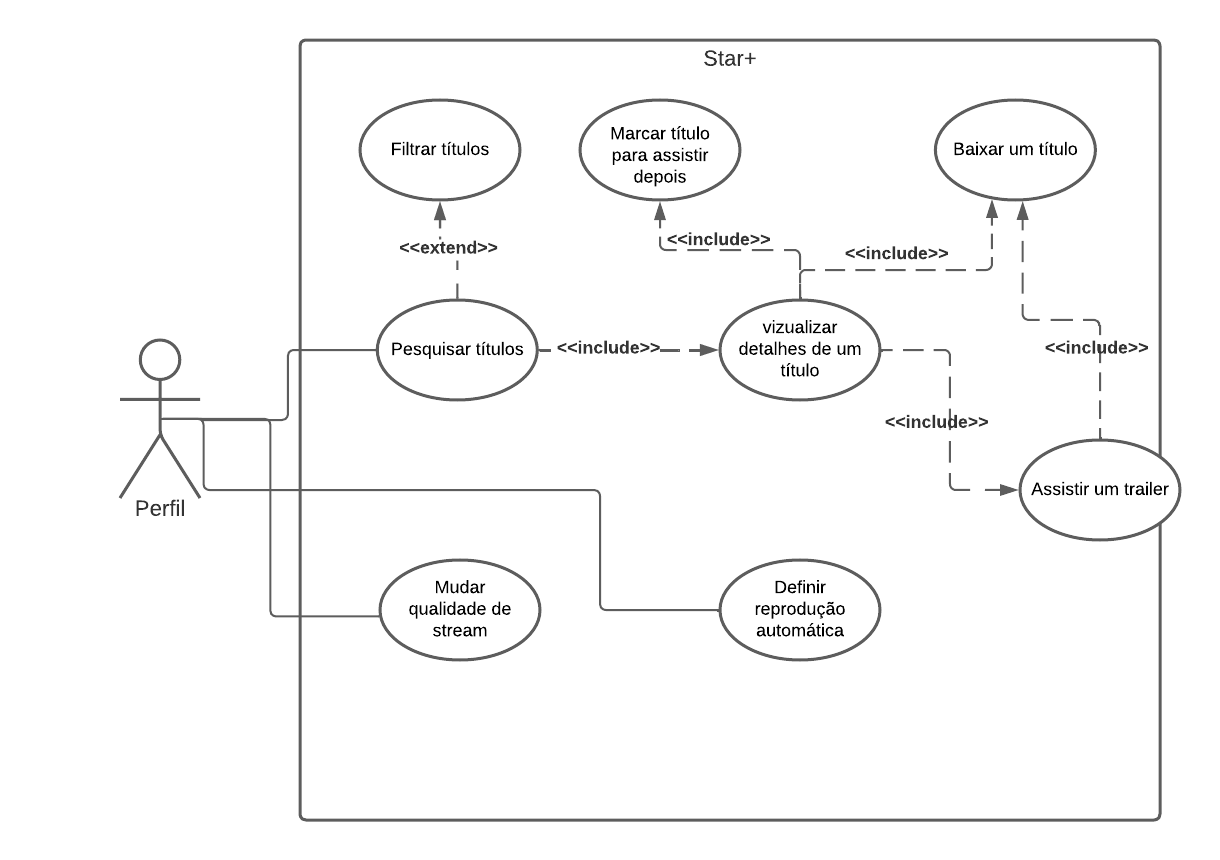 Star+
Filtrar títulos
Marcar título
para assistir
depois
Baixar um título
<<extend>>
<<include>>
<<include>>
Pesquisar títulos
<<include>>
vizualizar
detalhes de um
título
<<include>>
<<include>>
Assistir um trailer
Perfil
Mudar
qualidade de
stream
Definir
reprodução
automática